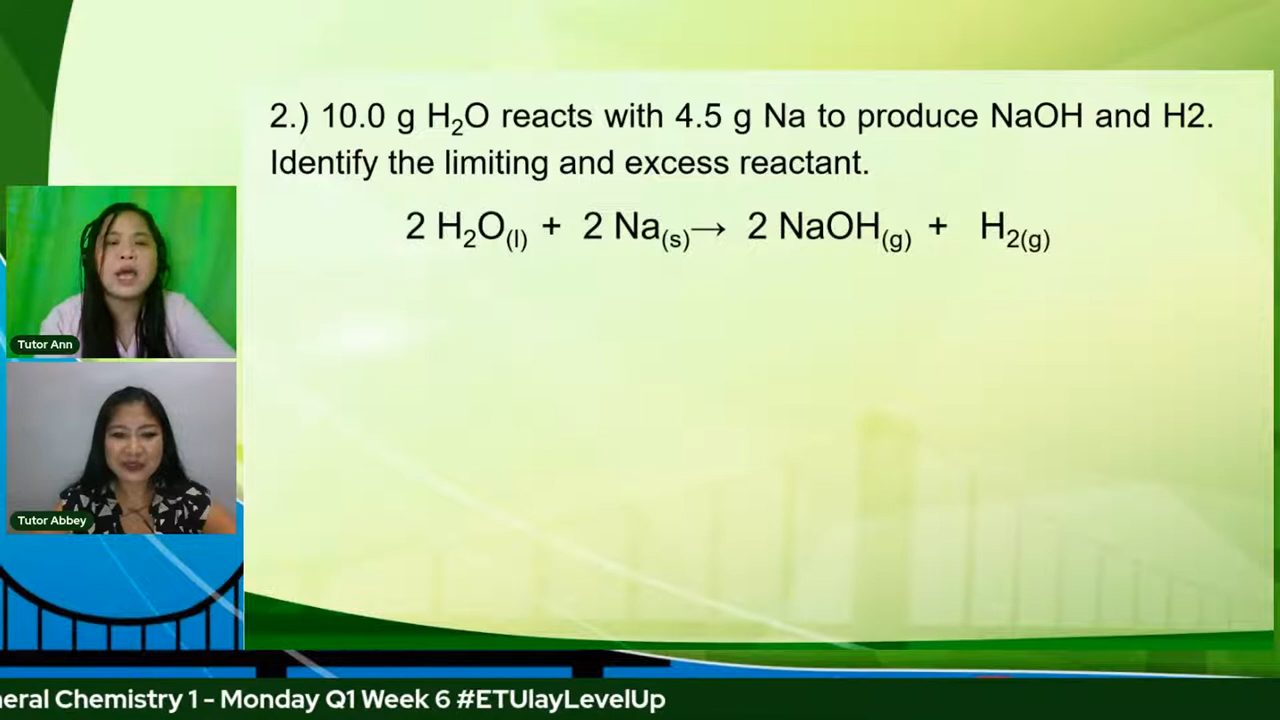 2.) 10.0 g H₂O reacts with 4.5 g Na to produce NaOH and H2.
Identify the limiting and excess reactant.
2 H₂O(l) + 2 Na(s)→ 2 NaOH(g) + H₂(g)
Tutor Ann
Tutor Abbey
neral Chemistry 1 - Monday Q1 Week 6 #ETUlayLevelUp